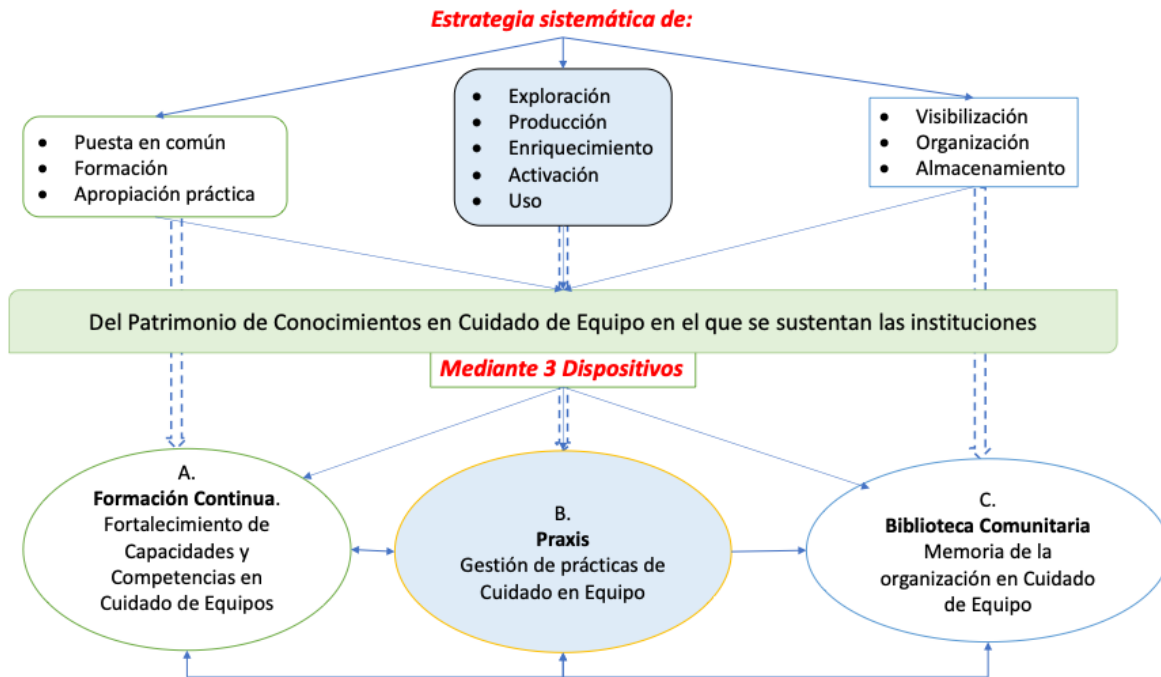 Estrategia sistemática de:
• Puesta en común
• Formación
• Apropiación práctica
• Exploración
• Producción
• Enriquecimiento
• Activación
• Uso
• Visibilización
• Organización
• Almacenamiento
Del Patrimonio de Conocimientos en Cuidado de Equipo en el que se sustentan las instituciones
Mediante 3 Dispositivos
A.
Formación Continua.
Fortalecimiento de
Capacidades y
Competencias en
Cuidado de Equipos
B.
Praxis
Gestión de prácticas de
Cuidado en Equipo
C.
Biblioteca Comunitaria
Memoria de la
organización en Cuidado
de Equipo